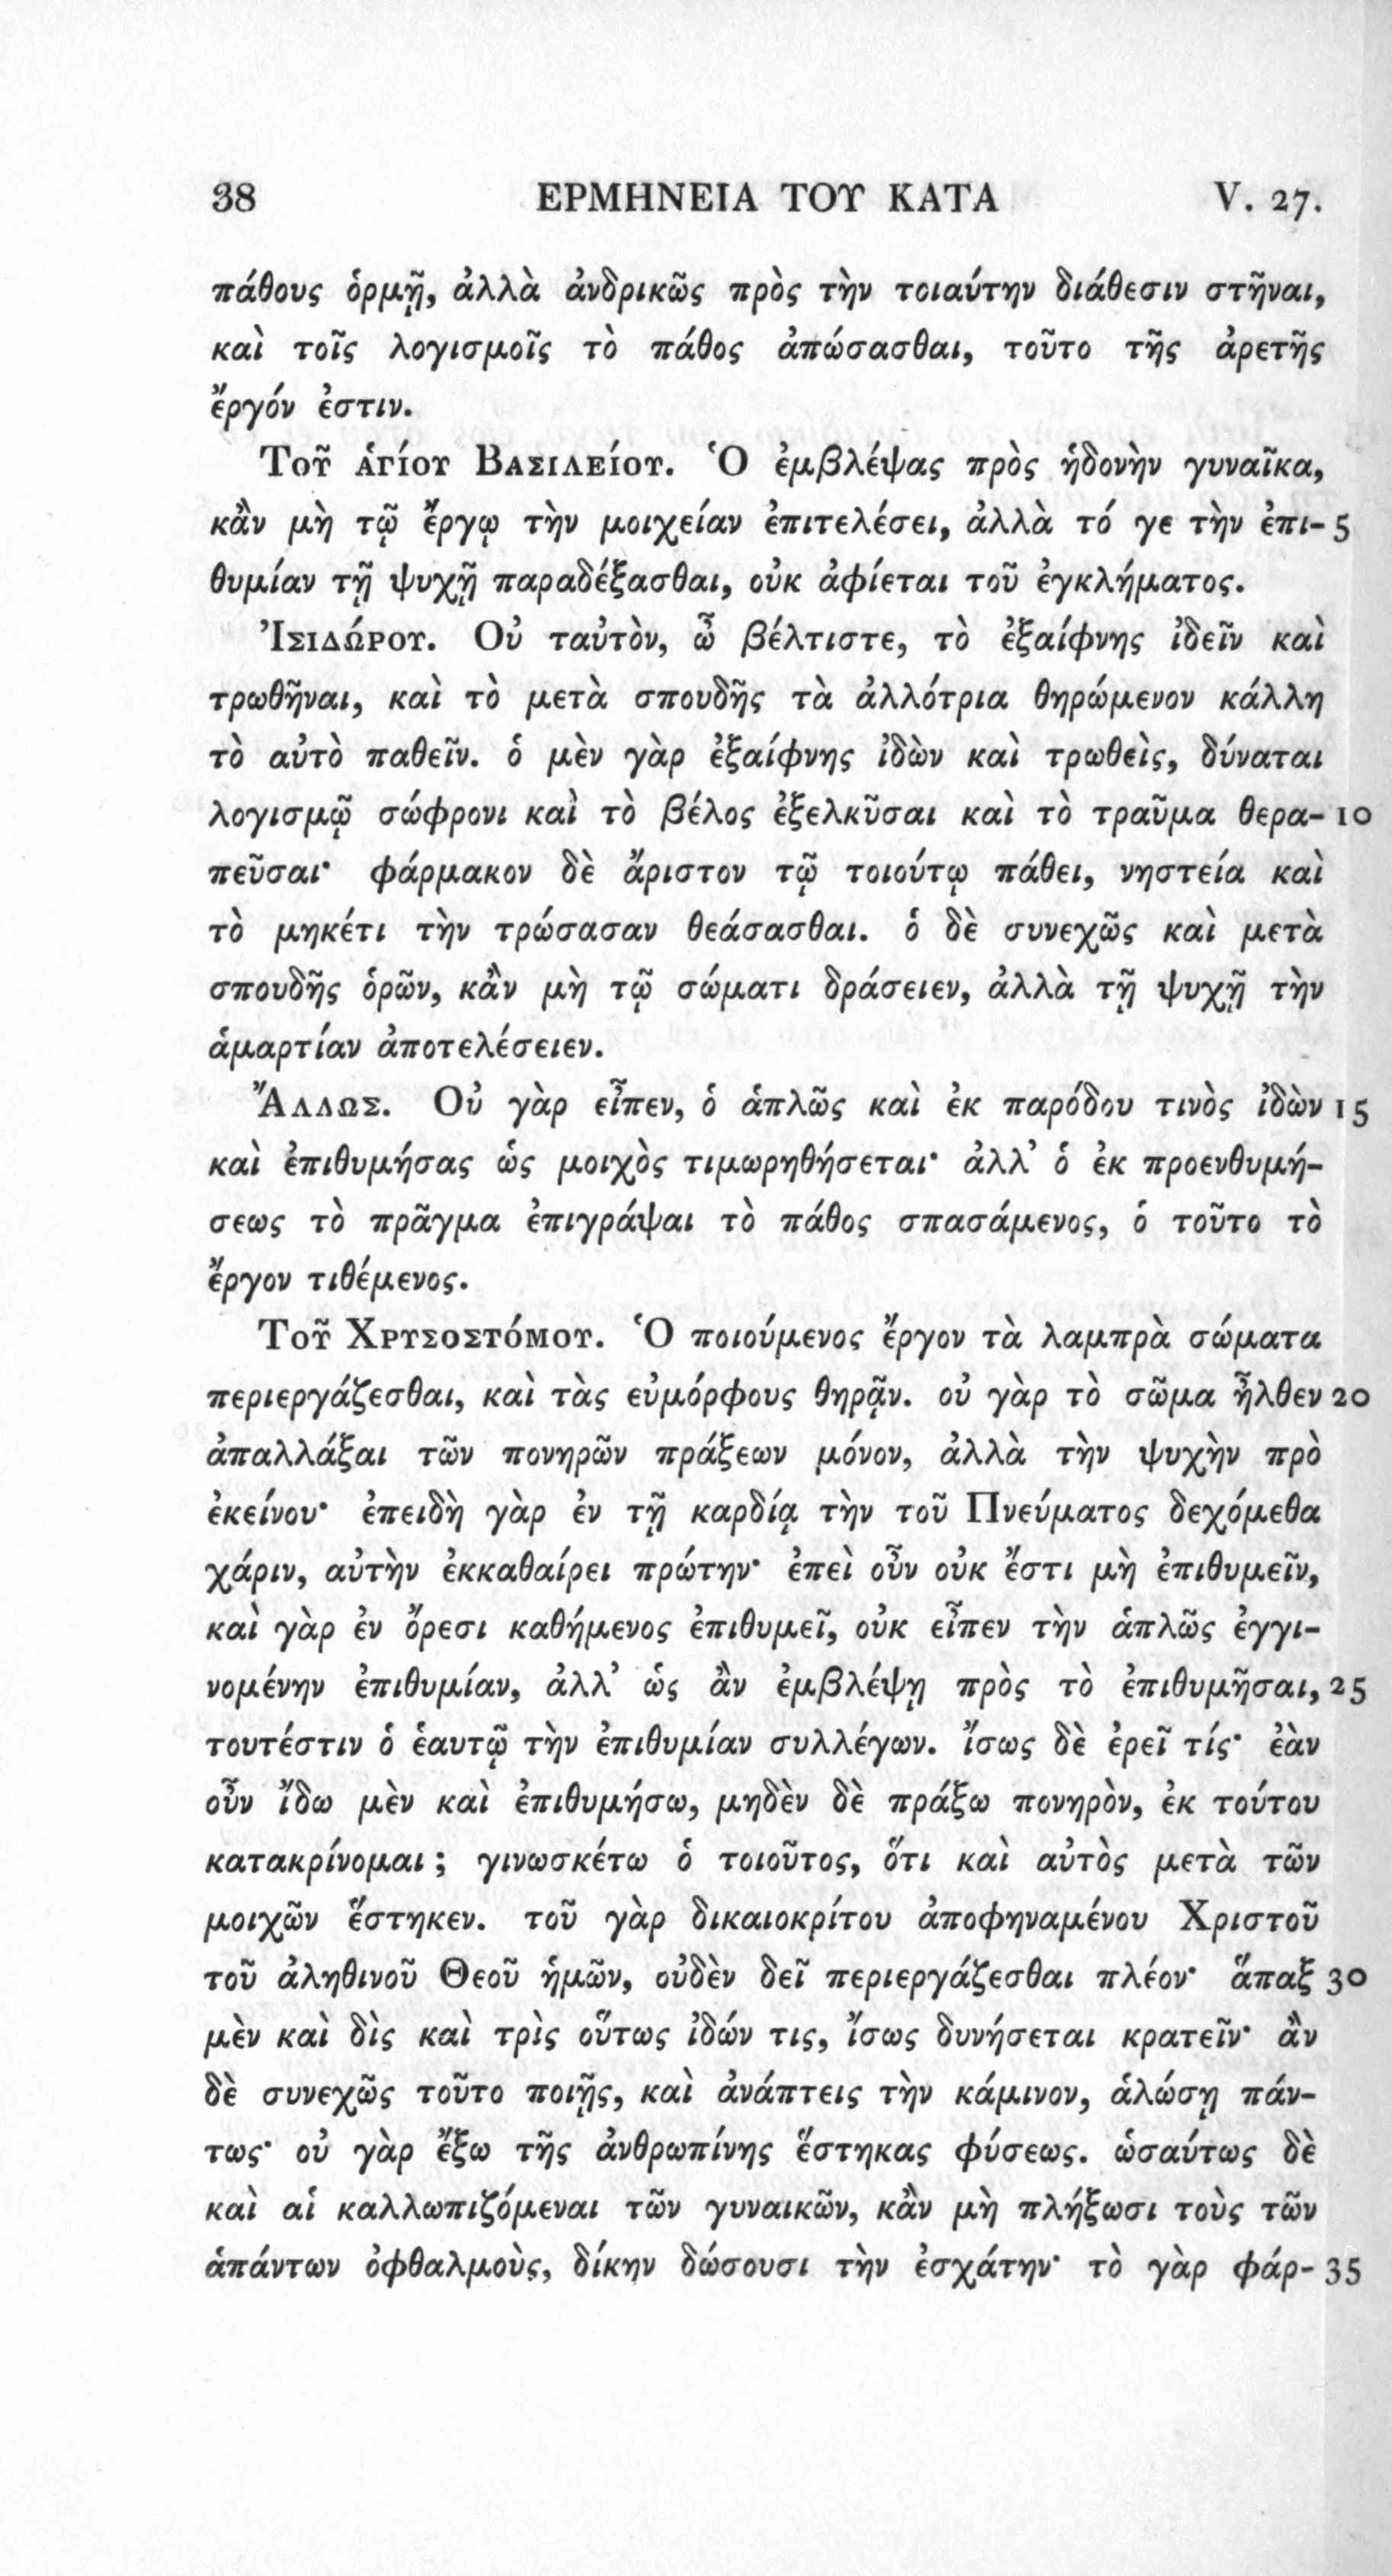 38 ΕΡΜΗΝΕΙΑ ΤΟΥ ΚΑΤΑ V. 27.
πάθους ὁρμῇ, ἀλλὰ ἀνδρικῶς πρὸς τὴν τοιαύτην διάθεσιν στῆναι,
καὶ τοῖς λογισμοῖς τὸ πάθος ἀπώσασθαι, τοῦτο τῆς ἀρετῆς
ἔργόν ἐστιν.
Τοῦ ἁγίου Βασιλείου. Ὁ ἐμβλέψας πρὸς ἡδονὴν γυναῖκα,
κἂν μὴ τῷ ἔργῳ τὴν μοιχείαν ἐπιτελέσει, ἀλλὰ τό γε τὴν ἐπι- 5
θυμίαν τῇ ψυχῇ παραδέξασθαι, οὐκ ἀφίεται τοῦ ἐγκλήματος.
Ἰσιδώρου. Οὐ ταὐτὸν, ὦ βέλτιστε, τὸ ἐξαίφνης ἰδεῖν καὶ
τρωθῆναι, καὶ τὸ μετὰ σπουδῆς τὰ ἀλλότρια θηρώμενον κάλλη
τὸ αὐτὸ παθεῖν. ὁ μὲν γὰρ ἐξαίφνης ἰδὼν καὶ τρωθεὶς, δύναται
λογισμῷ σώφρονι καὶ τὸ βέλος ἐξελκῦσαι καὶ τὸ τραῦμα θερα- 10
πεῦσαι· φάρμακον δὲ ἄριστον τῷ τοιούτῳ πάθει, νηστεία καὶ
τὸ μηκέτι τὴν τρώσασαν θεάσασθαι. ὁ δὲ συνεχῶς καὶ μετὰ
σπουδῆς ὁρῶν, κἂν μὴ τῷ σώματι δράσειεν, ἀλλὰ τῇ ψυχῇ τὴν
ἁμαρτίαν ἀποτελέσειεν.
Ἄλλως. Οὐ γὰρ εἶπεν, ὁ ἁπλῶς καὶ ἐκ παρόδου τινὸς ἰδὼν 15
καὶ ἐπιθυμήσας ὡς μοιχὸς τιμωρηθήσεται· ἀλλ’ ὁ ἐκ προενθυμή-
σεως τὸ πρᾶγμα ἐπιγράψαι τὸ πάθος σπασάμενος, ὁ τοῦτο τὸ
ἔργον τιθέμενος.
Τοῦ Χρυσοστόμου. Ὁ ποιούμενος ἔργον τὰ λαμπρὰ σώματα
περιεργάζεσθαι, καὶ τὰς εὐμόρφους θηρᾷν. οὐ γὰρ τὸ σῶμα ἦλθεν 20
ἀπαλλάξαι τῶν πονηρῶν πράξεων μόνον, ἀλλὰ τὴν ψυχὴν πρὸ
ἐκείνου· ἐπειδὴ γὰρ ἐν τῇ καρδίᾳ τὴν τοῦ Πνεύματος δεχόμεθα
χάριν, αὐτὴν ἐκκαθαίρει πρώτην· ἐπεὶ οὖν οὐκ ἔστι μὴ ἐπιθυμεῖν,
καὶ γὰρ ἐν ὄρεσι καθήμενος ἐπιθυμεῖ, οὐκ εἶπεν τὴν ἁπλῶς ἐγγι-
νομένην ἐπιθυμίαν, ἀλλ’ ὡς ἂν ἐμβλέψῃ πρὸς τὸ ἐπιθυμῆσαι, 25
τουτέστιν ὁ ἑαυτῷ τὴν ἐπιθυμίαν συλλέγων. ἴσως δὲ ἐρεῖ τίς· ἐὰν
οὖν ἴδω μὲν καὶ ἐπιθυμήσω, μηδὲν δὲ πράξω πονηρὸν, ἐκ τούτου
κατακρίνομαι; γινωσκέτω ὁ τοιοῦτος, ὅτι καὶ αὐτὸς μετὰ τῶν
μοιχῶν ἕστηκεν. τοῦ γὰρ δικαιοκρίτου ἀποφηναμένου Χριστοῦ
τοῦ ἀληθινοῦ Θεοῦ ἡμῶν, οὐδὲν δεῖ περιεργάζεσθαι πλέον· ἅπαξ 30
μὲν καὶ δὶς καὶ τρὶς οὕτως ἰδών τις, ἴσως δυνήσεται κρατεῖν· ἂν
δὲ συνεχῶς τοῦτο ποιῇς, καὶ ἀνάπτεις τὴν κάμινον, ἁλώσῃ πάν-
τως· οὐ γὰρ ἔξω τῆς ἀνθρωπίνης ἕστηκας φύσεως. ὡσαύτως δὲ
καὶ αἱ καλλωπιζόμεναι τῶν γυναικῶν, κἂν μὴ πλήξωσι τοὺς τῶν
ἁπάντων ὀφθαλμοὺς, δίκην δώσουσι τὴν ἐσχάτην· τὸ γὰρ φάρ- 35